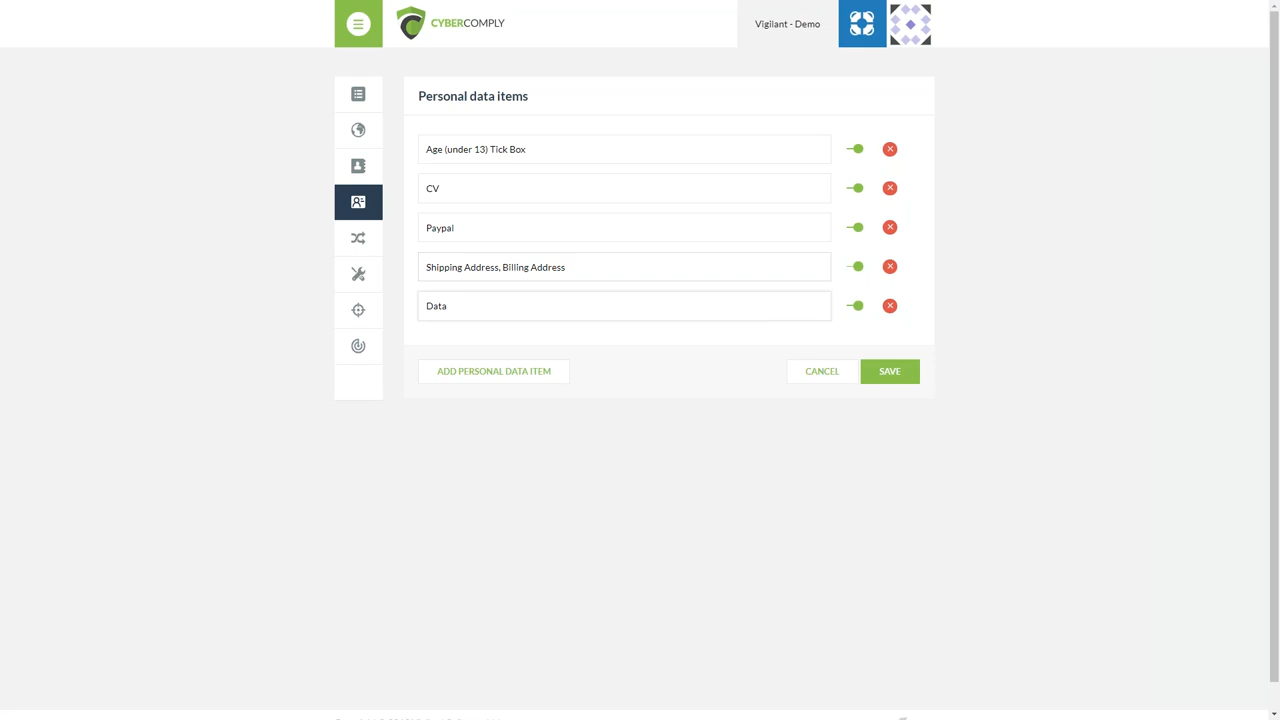 CYBERCOMPLY
Vigilant - Demo
Personal data items
Age (under 13) Tick Box
CV
Paypal
Shipping Address, Billing Address
Data
ADD PERSONAL DATA ITEM
CANCEL
SAVE